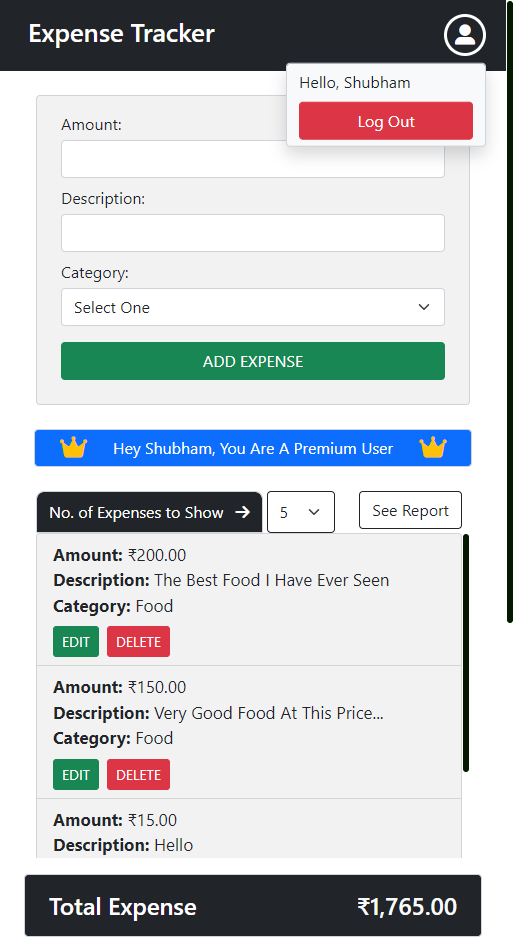 Expense Tracker
Hello, Shubham
Log Out
Amount:
Description:
Category:
Select One
ADD EXPENSE
Hey Shubham, You Are A Premium User
No. of Expenses to Show → 5 See Report
Amount: ₹200.00
Description: The Best Food I Have Ever Seen
Category: Food
EDIT DELETE
Amount: ₹150.00
Description: Very Good Food At This Price...
Category: Food
EDIT DELETE
Amount: ₹15.00
Description: Hello
Total Expense ₹1,765.00